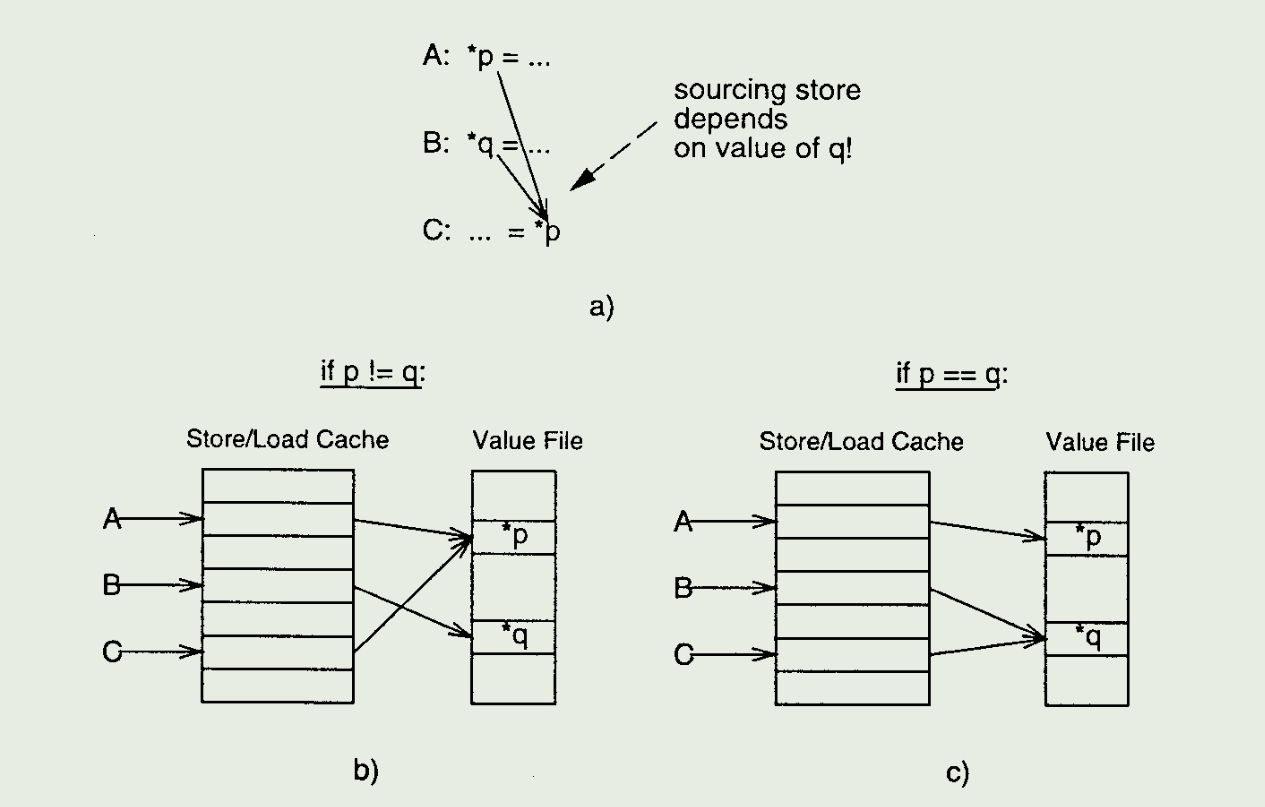 A: *p = ...
sourcing store
depends
on value of q!
B: *q = ...
C: ... = *p
a)
if p != q:
Store/Load Cache
Value File
A
B
C
*p
*q
b)
if p == q:
Store/Load Cache
Value File
A
B
C
*p
*q
c)